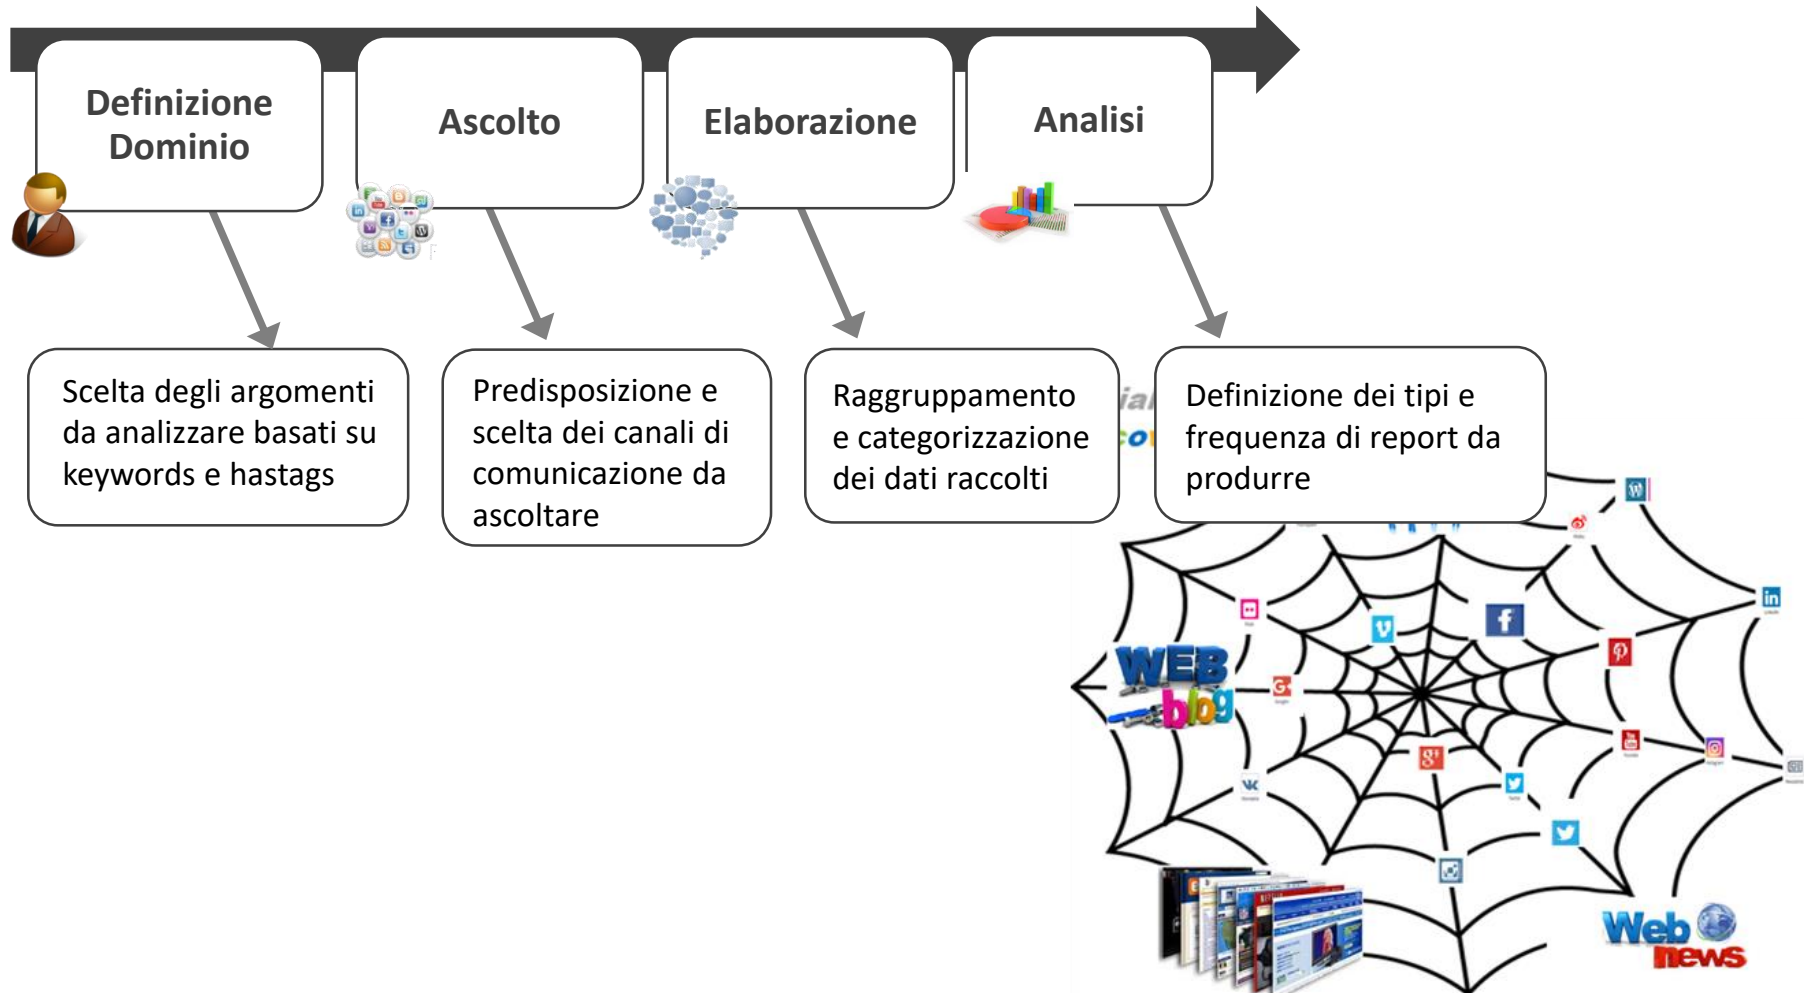 Definizione
Dominio
Ascolto
Elaborazione
Analisi
Scelta degli argomenti
da analizzare basati su
keywords e hastags
Predisposizione e
scelta dei canali di
comunicazione da
ascoltare
Raggruppamento
e categorizzazione
dei dati raccolti
Definizione dei tipi e
frequenza di report da
produrre
WEB
blog
Web
news